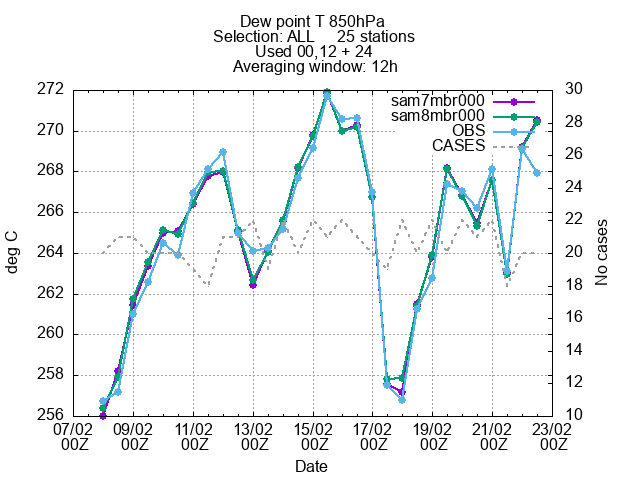 Dew point T 850hPa
Selection: ALL 25 stations
Used 00,12 + 24
Averaging window: 12h
272 30
sam7mbr000
sam8mbr000
270 28
OBS
CASES
268 26
24
266 22
264 20
262 18
260 16
14
258 12
256 10
deg C
No cases
07/02 09/02 11/02 13/02 15/02 17/02 19/02 21/02 23/02
00Z 00Z 00Z 00Z 00Z 00Z 00Z 00Z 00Z
Date